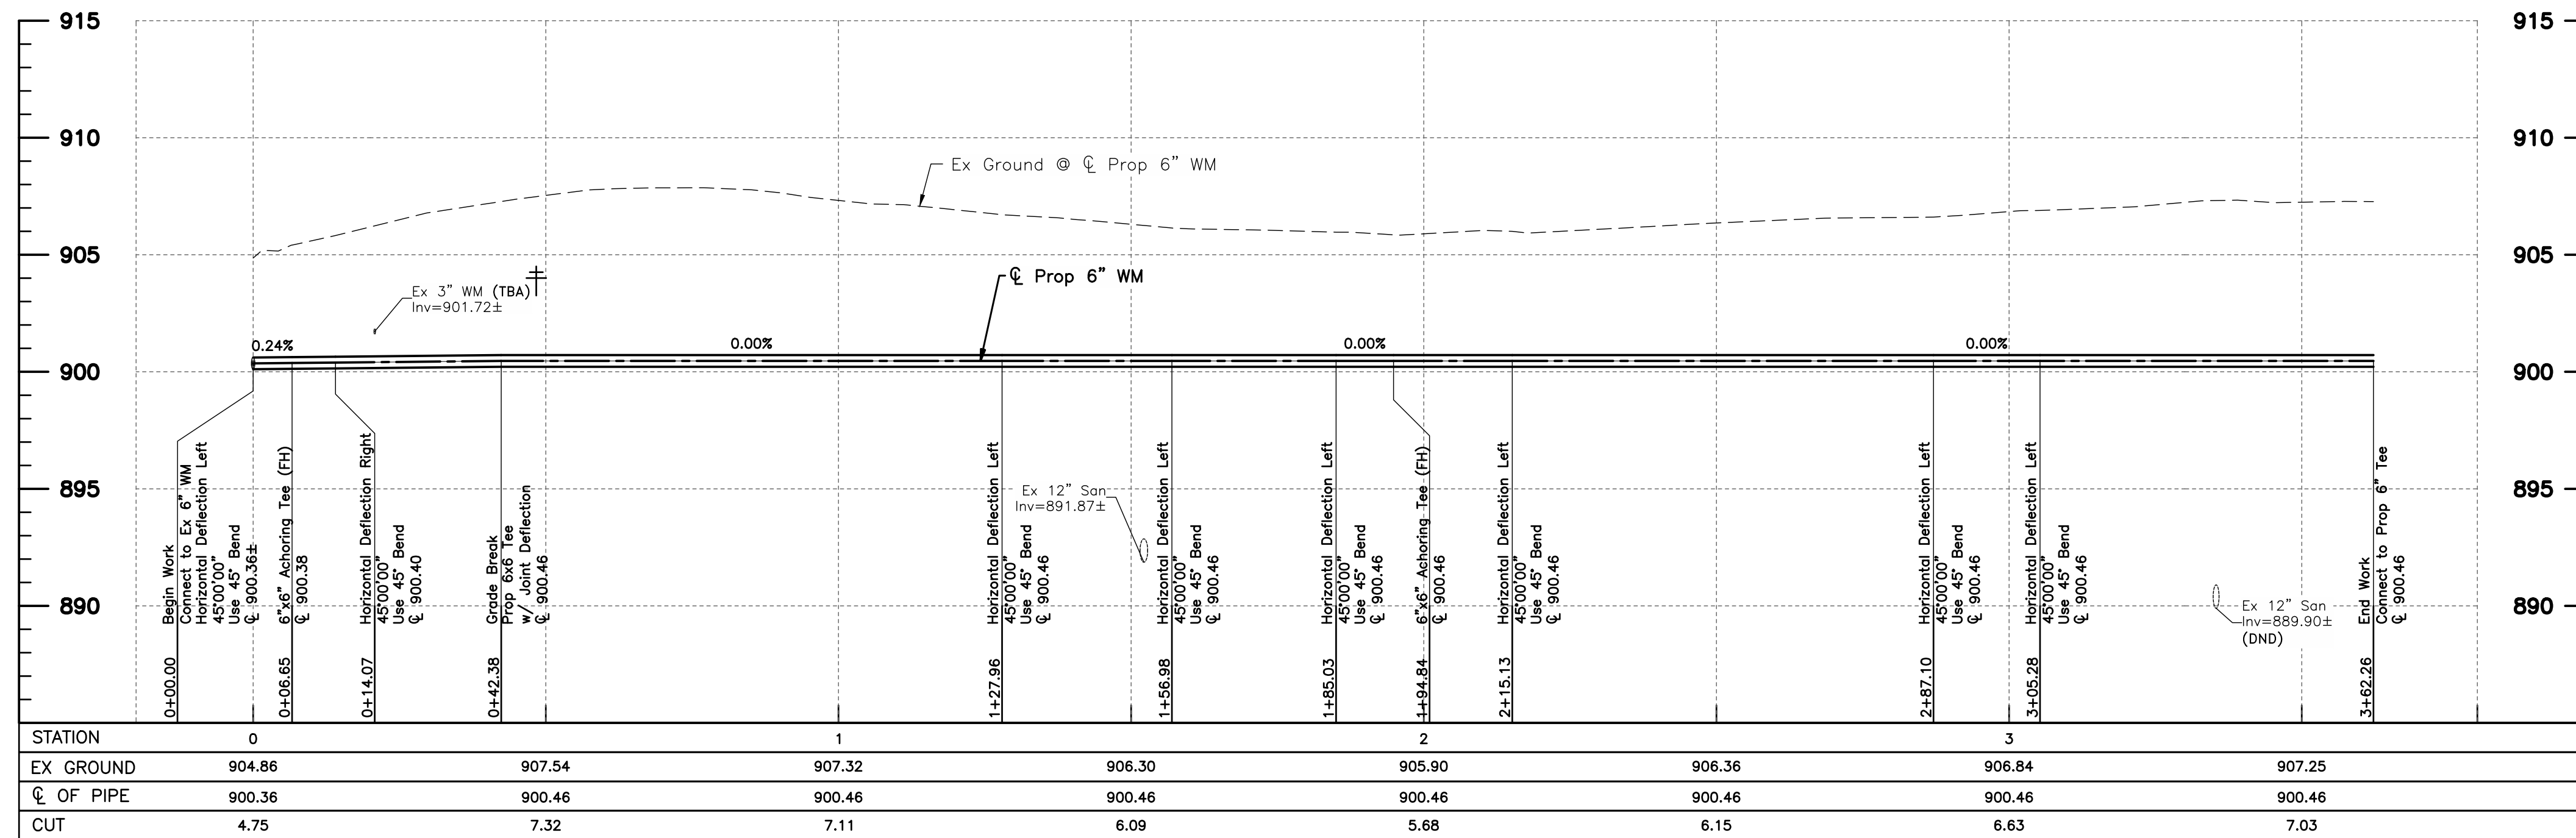 915
910
905
900
895
890
915
910
905
900
895
890
Ex Ground @ ℄ Prop 6" WM
℄ Prop 6" WM
Ex 3" WM (TBA)
Inv=901.72±
0.24%
0.00%
0.00%
0.00%
Ex 12" San
Inv=891.87±
Ex 12" San
Inv=889.90±
(DND)
0+00.00
Begin Work
Connect to Ex 6" WM
Horizontal Deflection Left
45°00'00"
Use 45° Bend
℄ 900.36±
0+06.65
6"x6" Achoring Tee (FH)
℄ 900.38
0+14.07
Horizontal Deflection Right
45°00'00"
Use 45° Bend
℄ 900.40
0+42.38
Grade Break
Prop 6x6 Tee
w/ Joint Deflection
℄ 900.46
1+27.96
Horizontal Deflection Left
45°00'00"
Use 45° Bend
℄ 900.46
1+56.98
Horizontal Deflection Left
45°00'00"
Use 45° Bend
℄ 900.46
1+85.03
Horizontal Deflection Left
45°00'00"
Use 45° Bend
℄ 900.46
1+94.84
6"x6" Achoring Tee (FH)
℄ 900.46
2+15.13
Horizontal Deflection Left
45°00'00"
Use 45° Bend
℄ 900.46
2+87.10
Horizontal Deflection Left
45°00'00"
Use 45° Bend
℄ 900.46
3+05.28
Horizontal Deflection Left
45°00'00"
Use 45° Bend
℄ 900.46
3+62.26
End Work
Connect to Prop 6" Tee
℄ 900.46
STATION 0 1 2 3
EX GROUND 904.86 907.54 907.32 906.30 905.90 906.36 906.84 907.25
℄ OF PIPE 900.36 900.46 900.46 900.46 900.46 900.46 900.46 900.46
CUT 4.75 7.32 7.11 6.09 5.68 6.15 6.63 7.03